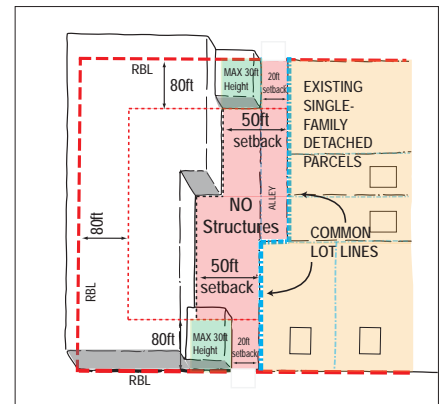 RBL
80ft
MAX 30ft
Height
20ft
setback
50ft
setback
EXISTING
SINGLE-
FAMILY
DETACHED
PARCELS
ALLEY
NO
Structures
COMMON
LOT LINES
80ft
50ft
setback
RBL
80ft
MAX 30ft
Height
20ft
setback
RBL